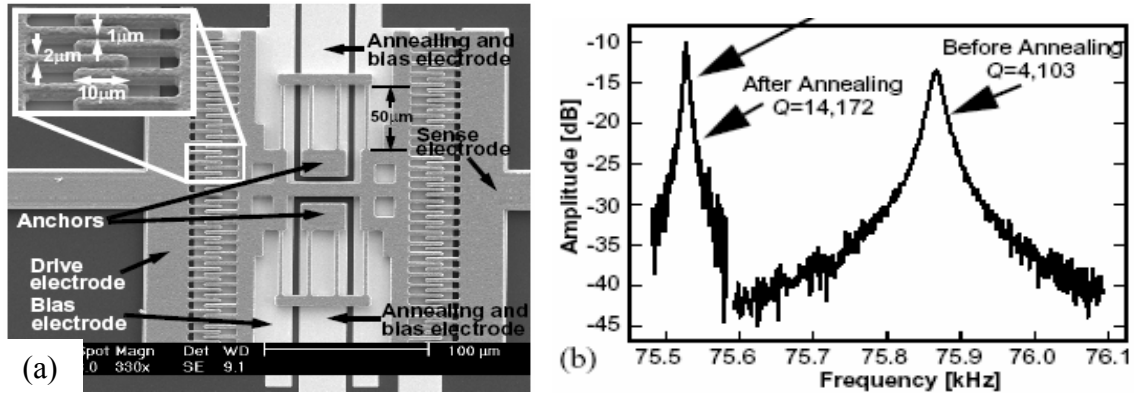 1μm
2μm
10μm
Annealing and
bias electrode
50μm
Sense
electrode
Anchors
Drive
electrode
Bias
electrode
Annealing and
bias electrode
(a)
Spot Magn Det WD
.0 330x SE 9.1
100 μm
-10
-15
-20
-25
-30
-35
-40
-45
Amplitude [dB]
Before Annealing
Q=4,103
After Annealing
Q=14,172
75.5 75.6 75.7 75.8 75.9 76.0 76.1
Frequency [kHz]
(b)